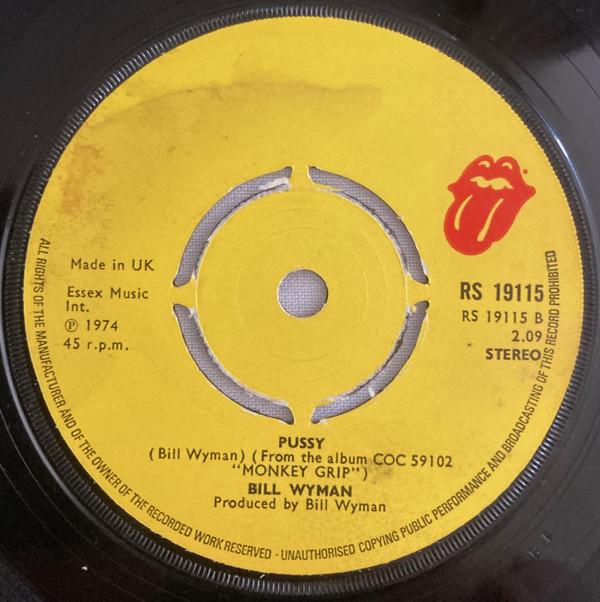 Made in UK
Essex Music
Int.
Ⓟ 1974
45 r.p.m.
RS 19115
RS 19115 B
2.09
STEREO
PUSSY
(Bill Wyman) (From the album COC 59102
"MONKEY GRIP")
BILL WYMAN
Produced by Bill Wyman
ALL RIGHTS OF THE MANUFACTURER AND OF THE OWNER OF THE RECORDED WORK RESERVED · UNAUTHORISED COPYING PUBLIC PERFORMANCE AND BROADCASTING OF THIS RECORD PROHIBITED